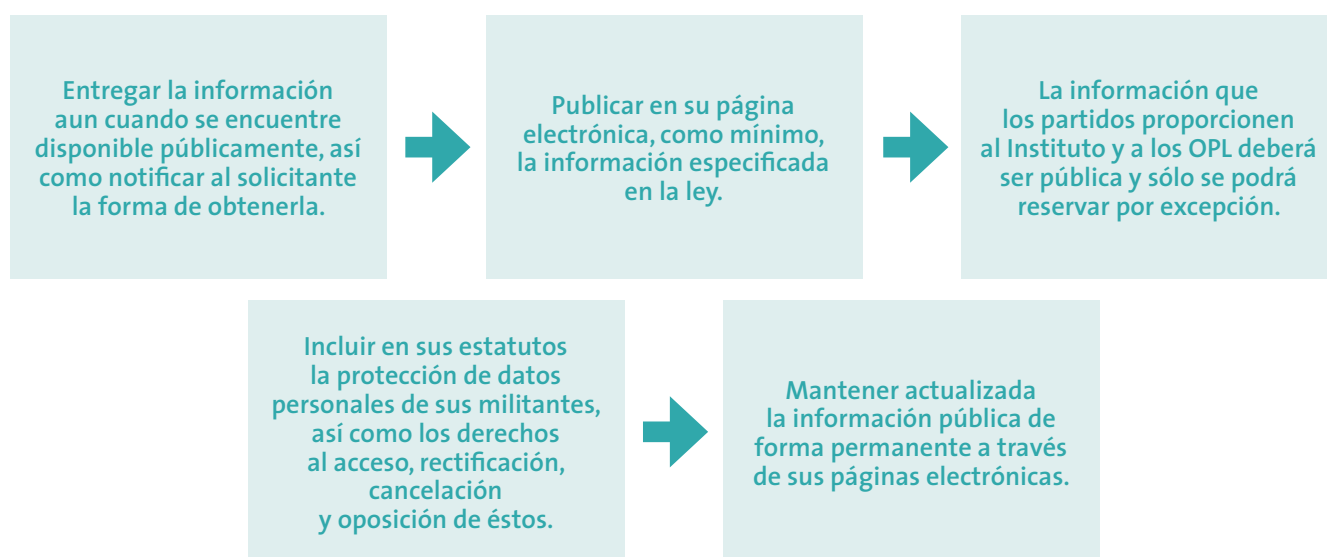 Entregar la información
aun cuando se encuentre
disponible públicamente, así
como notificar al solicitante
la forma de obtenerla.
Publicar en su página
electrónica, como mínimo,
la información especificada
en la ley.
La información que
los partidos proporcionen
al Instituto y a los OPL deberá
ser pública y sólo se podrá
reservar por excepción.
Incluir en sus estatutos
la protección de datos
personales de sus militantes,
así como los derechos
al acceso, rectificación,
cancelación
y oposición de éstos.
Mantener actualizada
la información pública de
forma permanente a través
de sus páginas electrónicas.